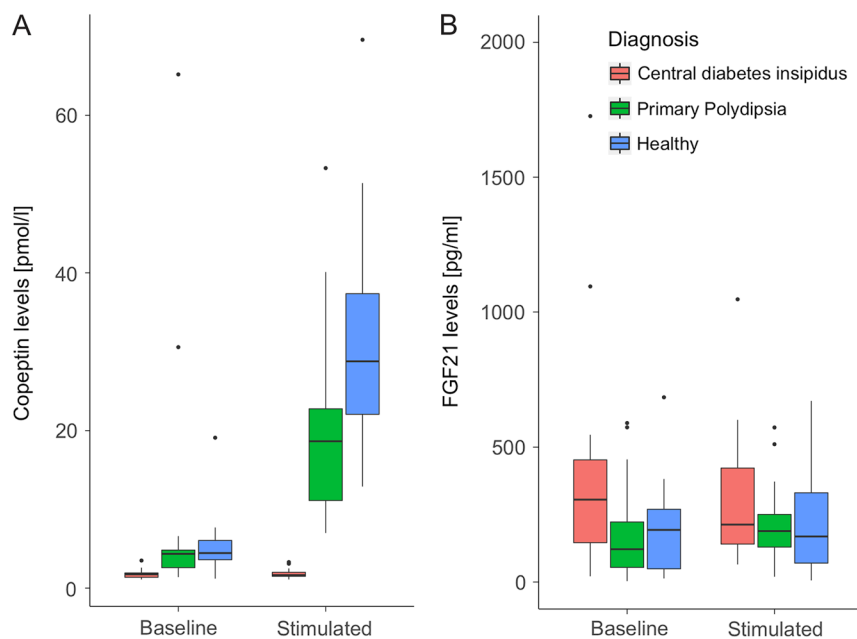 A
Copeptin levels [pmol/l]
60
40
20
0
Baseline
Stimulated
B
FGF21 levels [pg/ml]
2000
1500
1000
500
0
Baseline
Stimulated
Diagnosis
Central diabetes insipidus
Primary Polydipsia
Healthy